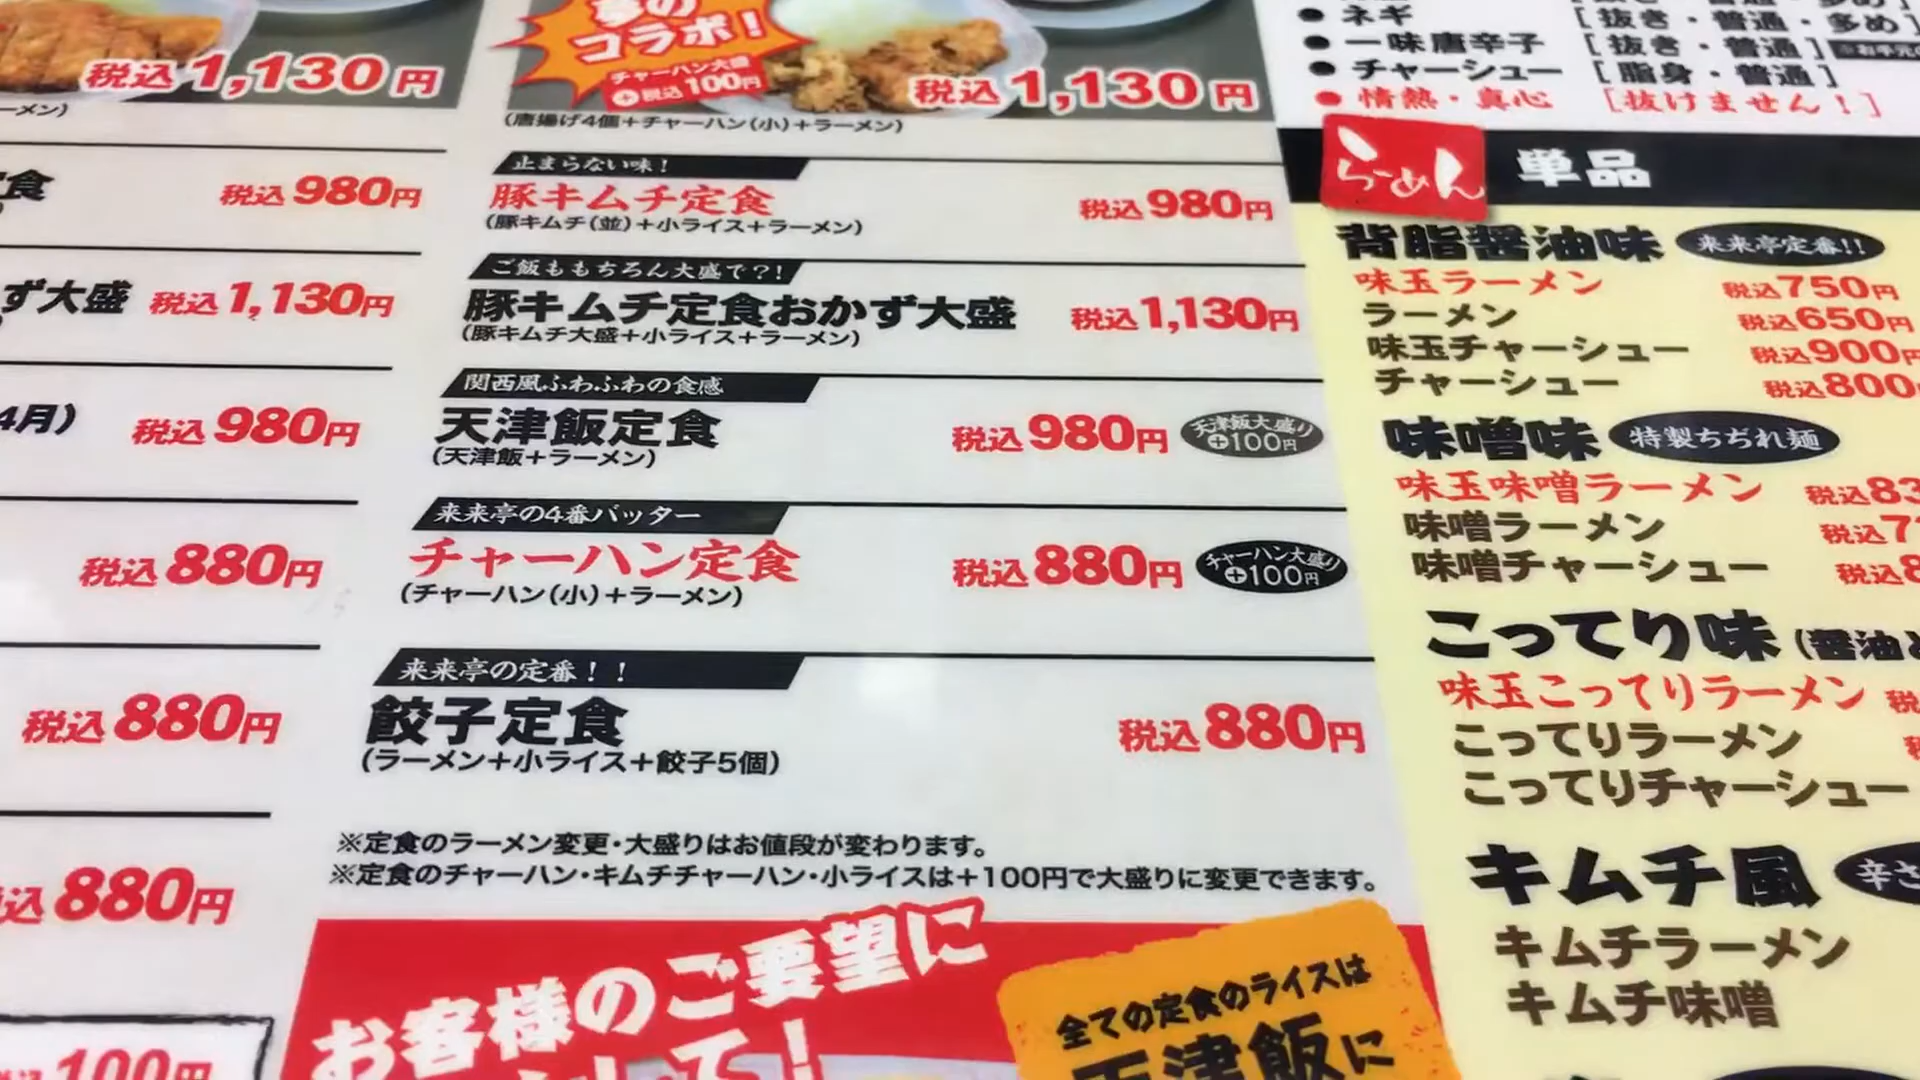 税込1,130円
ーメン)
定食 税込980円
ず大盛 税込1,130円
4月) 税込980円
税込880円
税込880円
税込880円
100円
夢の
コラボ!
チャーハン大盛
+税込100円
税込1,130円
(唐揚げ4個+チャーハン(小)+ラーメン)
止まらない味!
豚キムチ定食 税込980円
(豚キムチ(並)+小ライス+ラーメン)
ご飯ももちろん大盛で?!
豚キムチ定食おかず大盛 税込1,130円
(豚キムチ大盛+小ライス+ラーメン)
関西風ふわふわの食感
天津飯定食 税込980円 天津飯大盛り+100円
(天津飯+ラーメン)
来来亭の4番バッター
チャーハン定食 税込880円 チャーハン大盛り+100円
(チャーハン(小)+ラーメン)
来来亭の定番!!
餃子定食 税込880円
(ラーメン+小ライス+餃子5個)
※定食のラーメン変更・大盛りはお値段が変わります。
※定食のチャーハン・キムチチャーハン・小ライスは+100円で大盛りに変更できます。
お客様のご要望に
全ての定食のライスは
天津飯に
●ネギ [抜き・普通・多め]
●一味唐辛子 [抜き・普通] ※お手元
●チャーシュー [脂身・普通]
●情熱・真心 [抜けません!]
らーめん 単品
背脂醤油味 来来亭定番!!
味玉ラーメン 税込750円
ラーメン 税込650円
味玉チャーシュー 税込900円
チャーシュー 税込800
味噌味 特製ちぢれ麺
味玉味噌ラーメン 税込83
味噌ラーメン 税込7
味噌チャーシュー 税込8
こってり味 (醤油
味玉こってりラーメン 税
こってりラーメン
こってりチャーシュー
キムチ風 辛さ
キムチラーメン
キムチ味噌